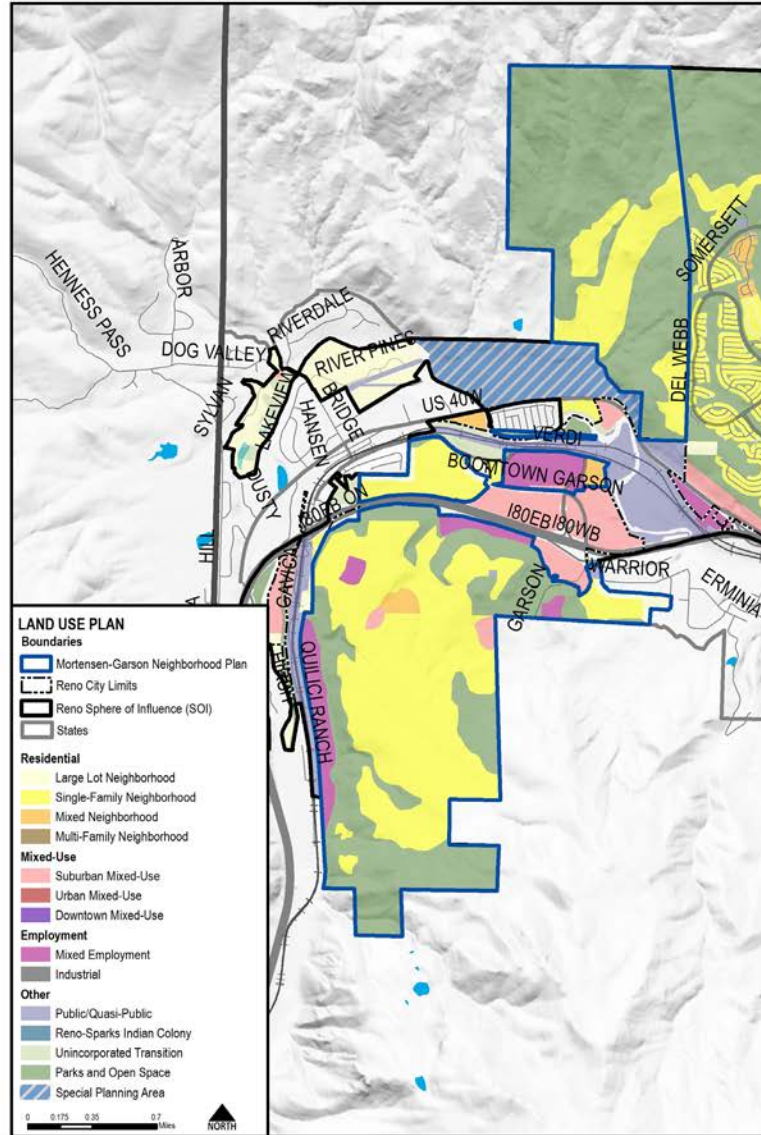 SOMERSETT
HENNESS PASS
ARBOR
RIVERDALE
DOG VALLEY
RIVER PINES
DEL WEBB
SYLVAN
LAKEVIEW
BRIDGE
US 40W
HANSEN
VERDI
DUSTY
BOOMTOWN GARSON
I80EB ON
I80EB
I80WB
HILL
CAVICA
WARRIOR
GARSON
ERMINIA
QUILICI RANCH
LAND USE PLAN
Boundaries
Mortensen-Garson Neighborhood Plan
Reno City Limits
Reno Sphere of Influence (SOI)
States
Residential
Large Lot Neighborhood
Single-Family Neighborhood
Mixed Neighborhood
Multi-Family Neighborhood
Mixed-Use
Suburban Mixed-Use
Urban Mixed-Use
Downtown Mixed-Use
Employment
Mixed Employment
Industrial
Other
Public/Quasi-Public
Reno-Sparks Indian Colony
Unincorporated Transition
Parks and Open Space
Special Planning Area
0 0.175 0.35 0.7
Miles
NORTH